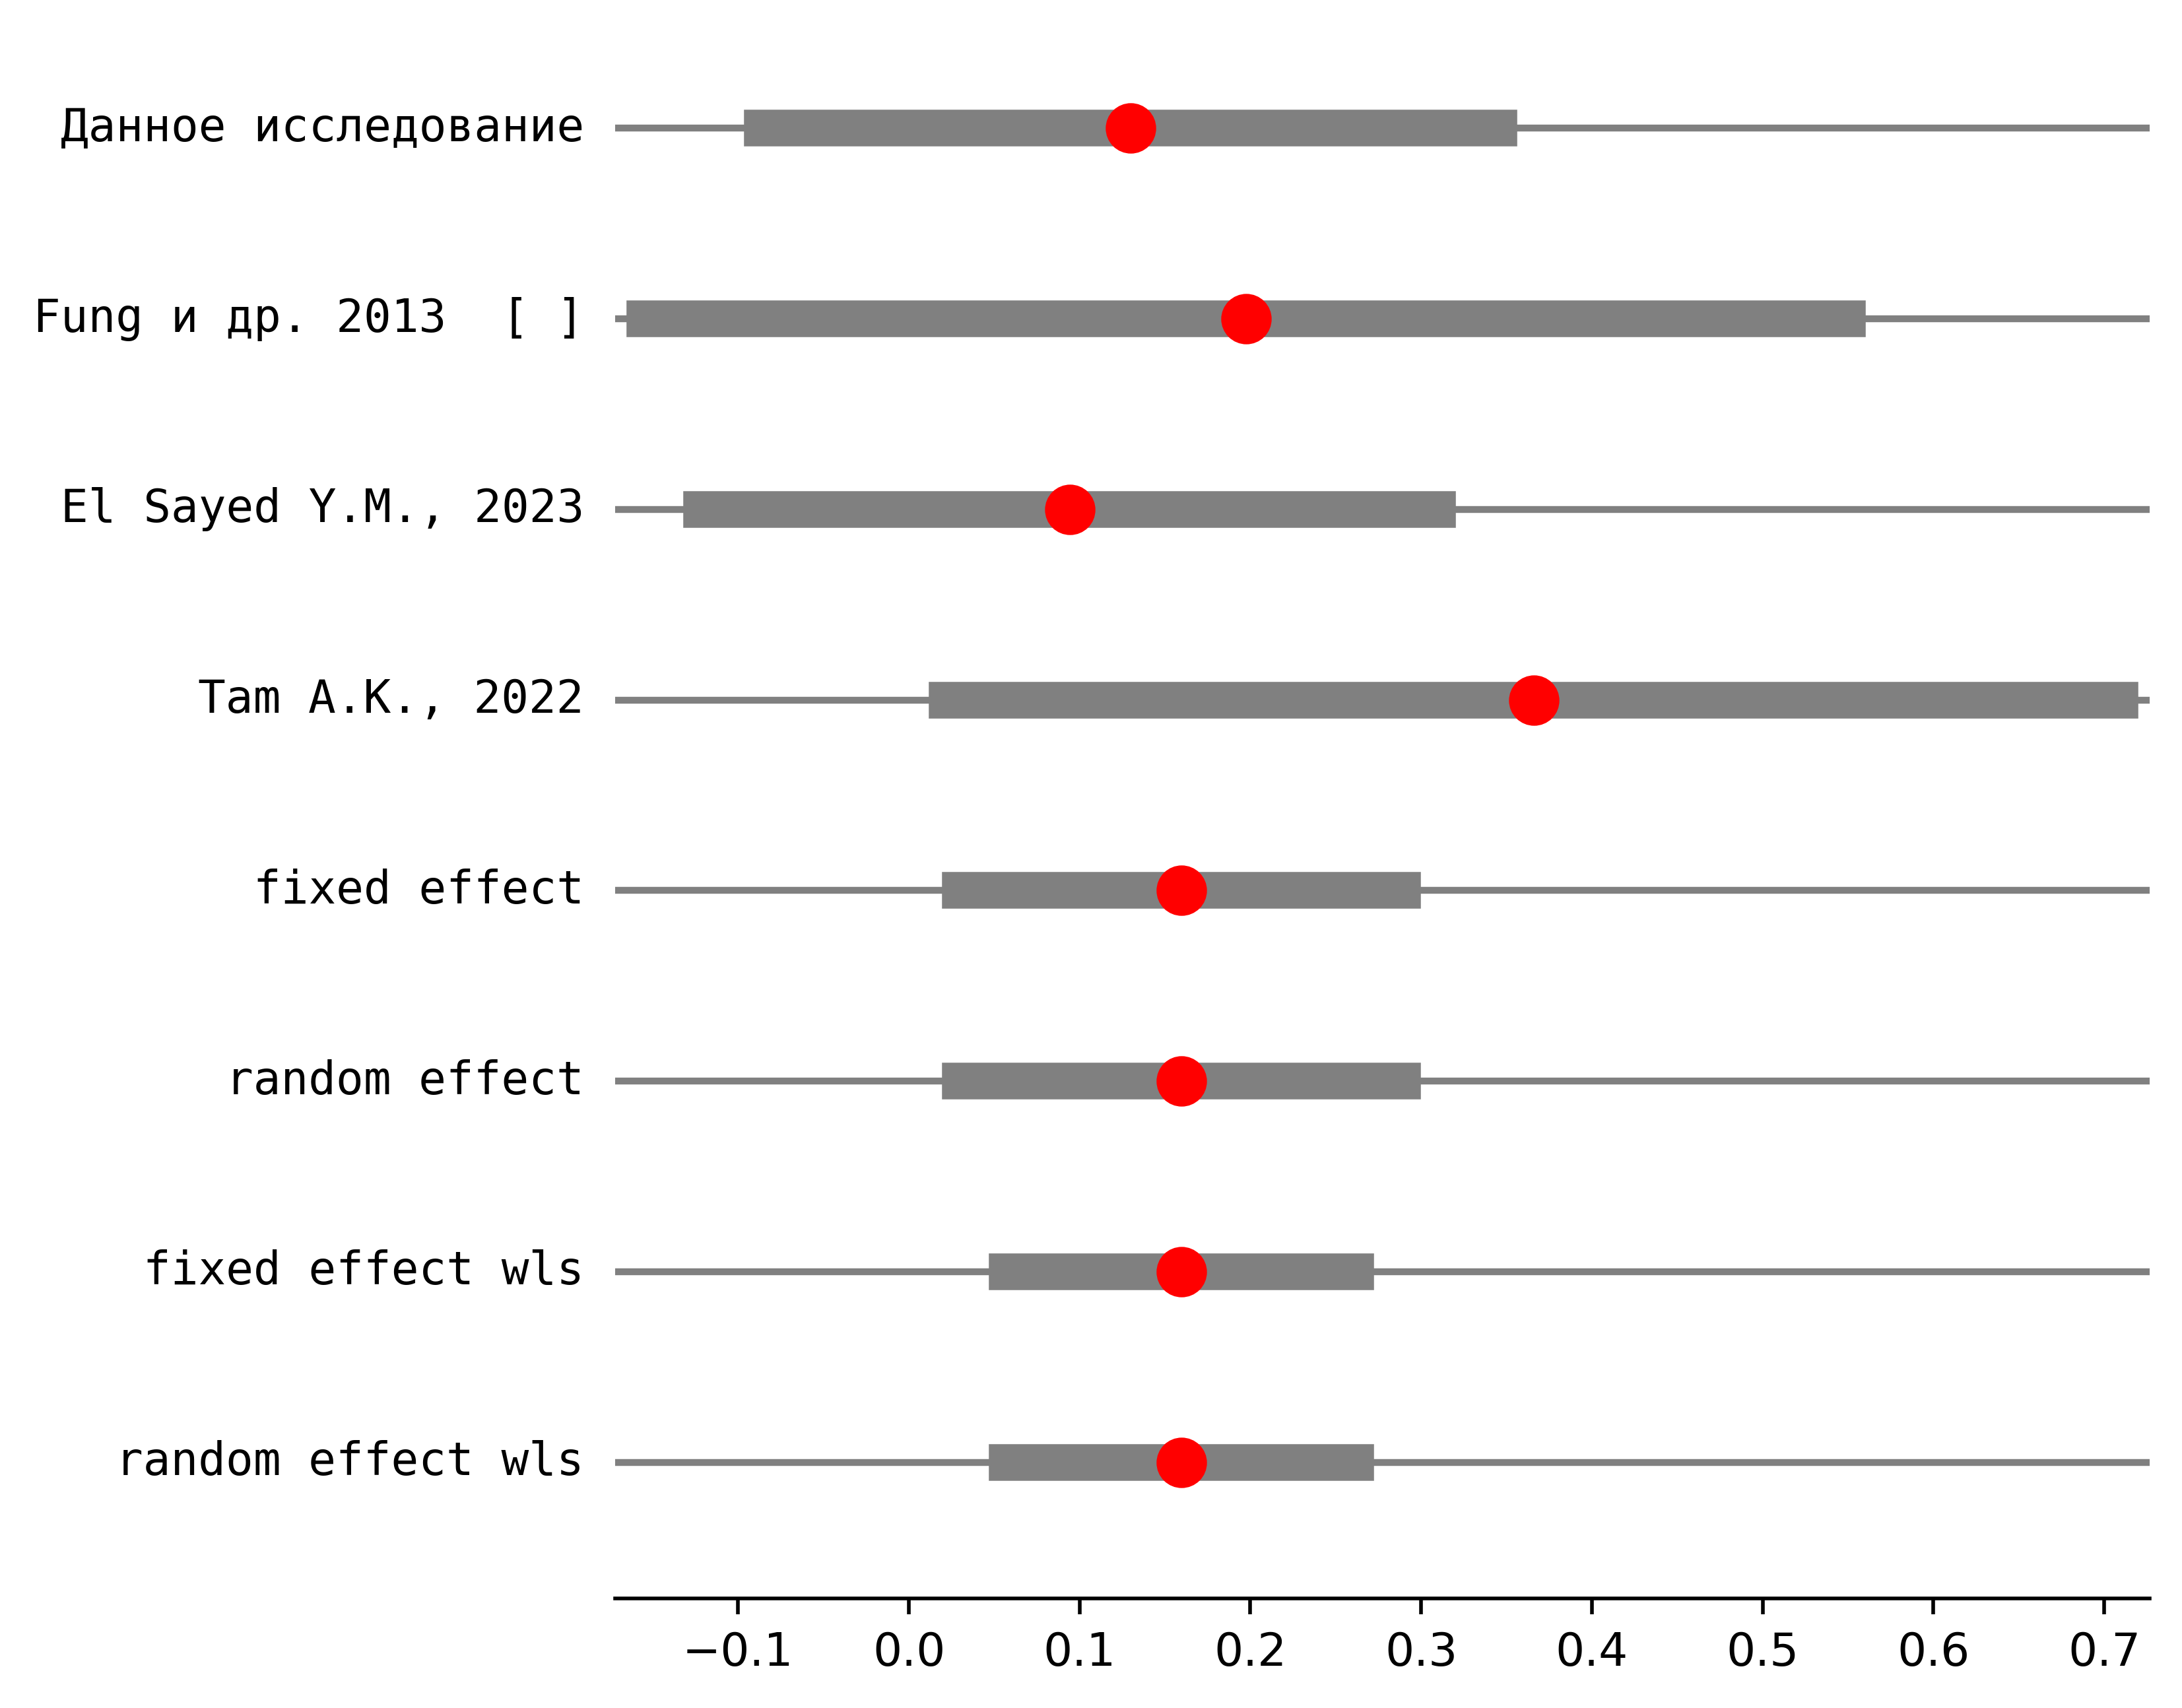 Данное исследование
Fung и др. 2013  [ ]
El Sayed Y.M., 2023
Tam A.K., 2022
fixed effect
random effect
fixed effect wls
random effect wls
−0.1 0.0 0.1 0.2 0.3 0.4 0.5 0.6 0.7